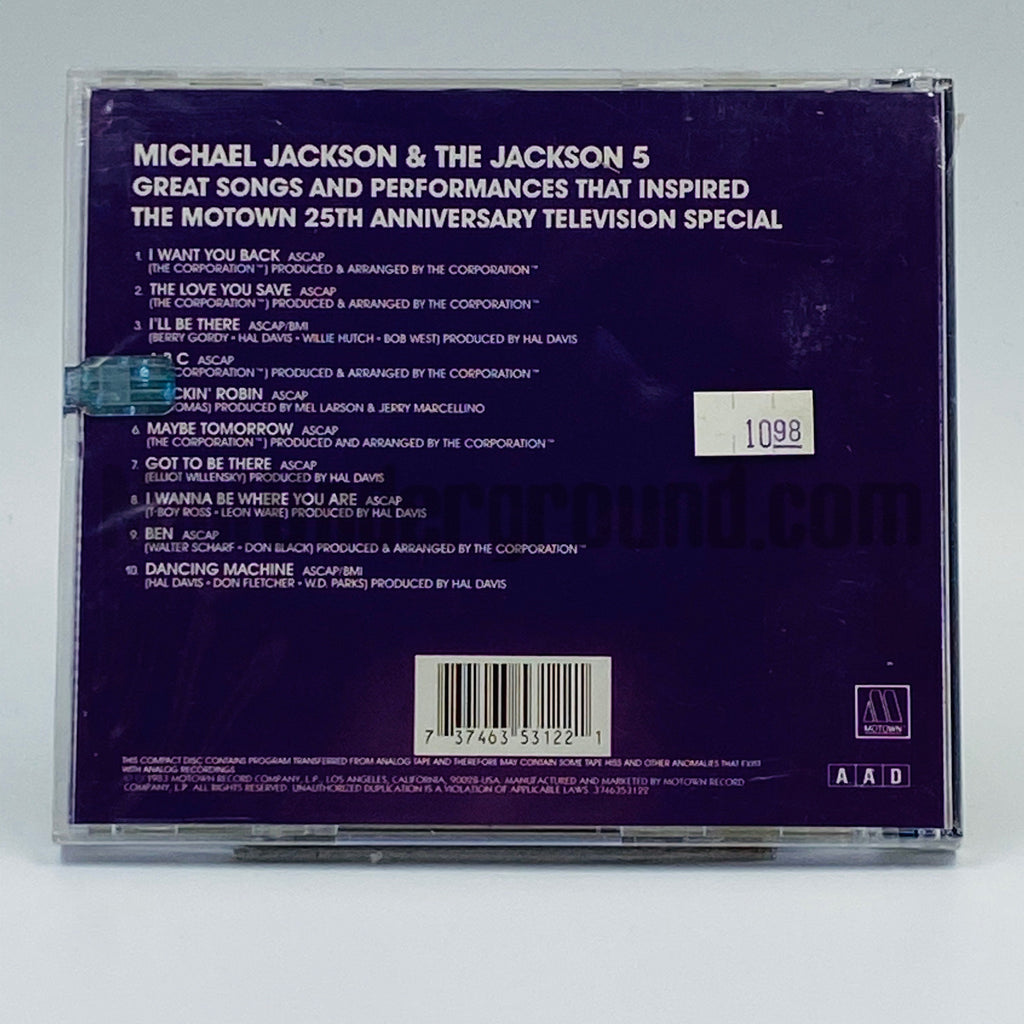 MICHAEL JACKSON & THE JACKSON 5
GREAT SONGS AND PERFORMANCES THAT INSPIRED
THE MOTOWN 25TH ANNIVERSARY TELEVISION SPECIAL
1. I WANT YOU BACK ASCAP
(THE CORPORATION™) PRODUCED & ARRANGED BY THE CORPORATION™
2. THE LOVE YOU SAVE ASCAP
(THE CORPORATION™) PRODUCED & ARRANGED BY THE CORPORATION™
3. I'LL BE THERE ASCAP/BMI
(BERRY GORDY • HAL DAVIS • WILLIE HUTCH • BOB WEST) PRODUCED BY HAL DAVIS
A B C ASCAP
CORPORATION™) PRODUCED & ARRANGED BY THE CORPORATION™
CKIN' ROBIN ASCAP
OMAS) PRODUCED BY MEL LARSON & JERRY MARCELLINO
6. MAYBE TOMORROW ASCAP
(THE CORPORATION™) PRODUCED AND ARRANGED BY THE CORPORATION™
7. GOT TO BE THERE ASCAP
(ELLIOT WILLENSKY) PRODUCED BY HAL DAVIS
8. I WANNA BE WHERE YOU ARE ASCAP
(T-BOY ROSS • LEON WARE) PRODUCED BY HAL DAVIS
9. BEN ASCAP
(WALTER SCHARF • DON BLACK) PRODUCED & ARRANGED BY THE CORPORATION™
10. DANCING MACHINE ASCAP/BMI
(HAL DAVIS • DON FLETCHER • W.D. PARKS) PRODUCED BY HAL DAVIS
1098
derground.com
7 37463 53122 1
MOTOWN
THIS COMPACT DISC CONTAINS PROGRAM TRANSFERRED FROM ANALOG TAPE AND THEREFORE MAY CONTAIN SOME TAPE HISS AND OTHER ANOMALIES THAT EXIST
WITH ANALOG RECORDINGS
1983 MOTOWN RECORD COMPANY, L.P., LOS ANGELES, CALIFORNIA, 90028-USA. MANUFACTURED AND MARKETED BY MOTOWN RECORD
COMPANY, L.P. ALL RIGHTS RESERVED. UNAUTHORIZED DUPLICATION IS A VIOLATION OF APPLICABLE LAWS. 3746353122
A A D